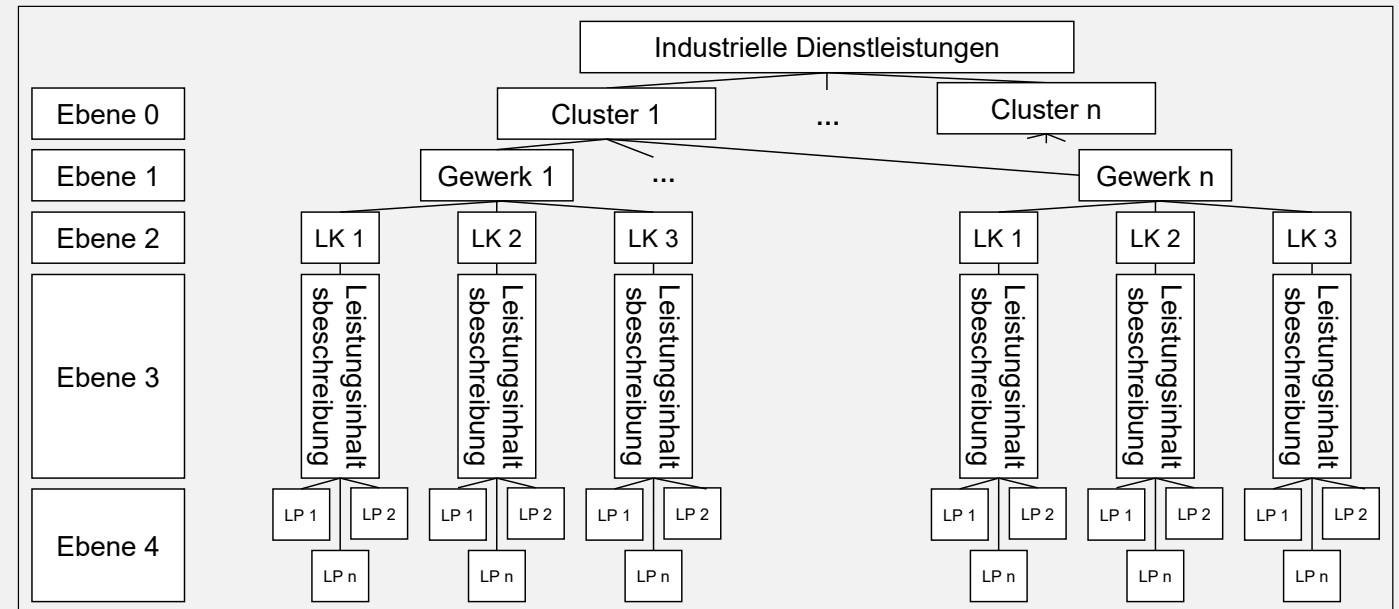 Industrielle Dienstleistungen
Ebene 0
Cluster 1
...
Cluster n
Ebene 1
Gewerk 1
...
Gewerk n
Ebene 2
LK 1
LK 2
LK 3
LK 1
LK 2
LK 3
Ebene 3
Leistungsinhalt
sbeschreibung
Leistungsinhalt
sbeschreibung
Leistungsinhalt
sbeschreibung
Leistungsinhalt
sbeschreibung
Leistungsinhalt
sbeschreibung
Leistungsinhalt
sbeschreibung
Ebene 4
LP 1
LP 2
LP 1
LP 2
LP 1
LP 2
LP 1
LP 2
LP 1
LP 2
LP 1
LP 2
LP n
LP n
LP n
LP n
LP n
LP n